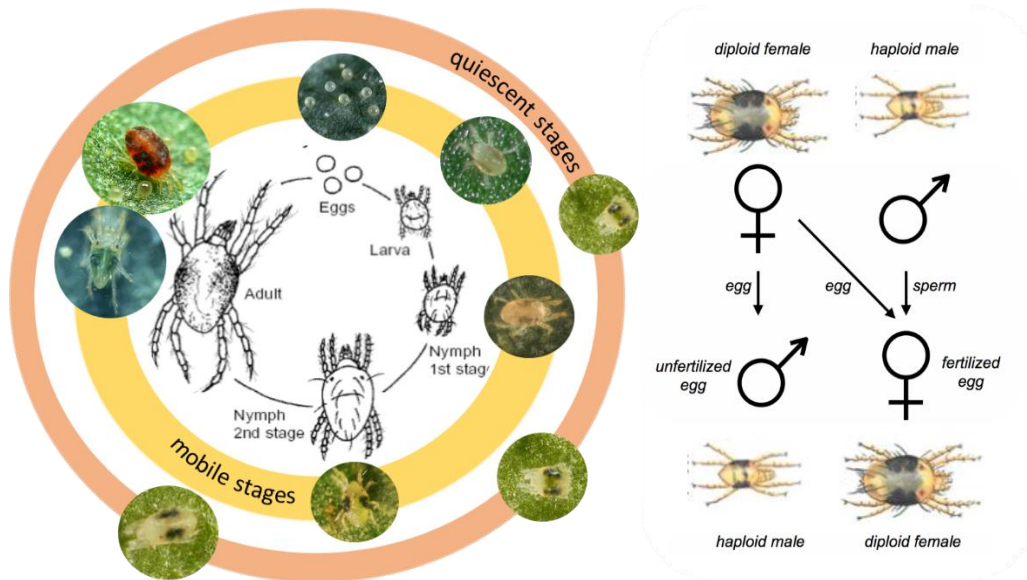 quiescent stages
Eggs
Larva
Adult
Nymph
1st stage
Nymph
2nd stage
mobile stages
diploid female
haploid male
egg
egg
sperm
unfertilized
egg
fertilized
egg
haploid male
diploid female